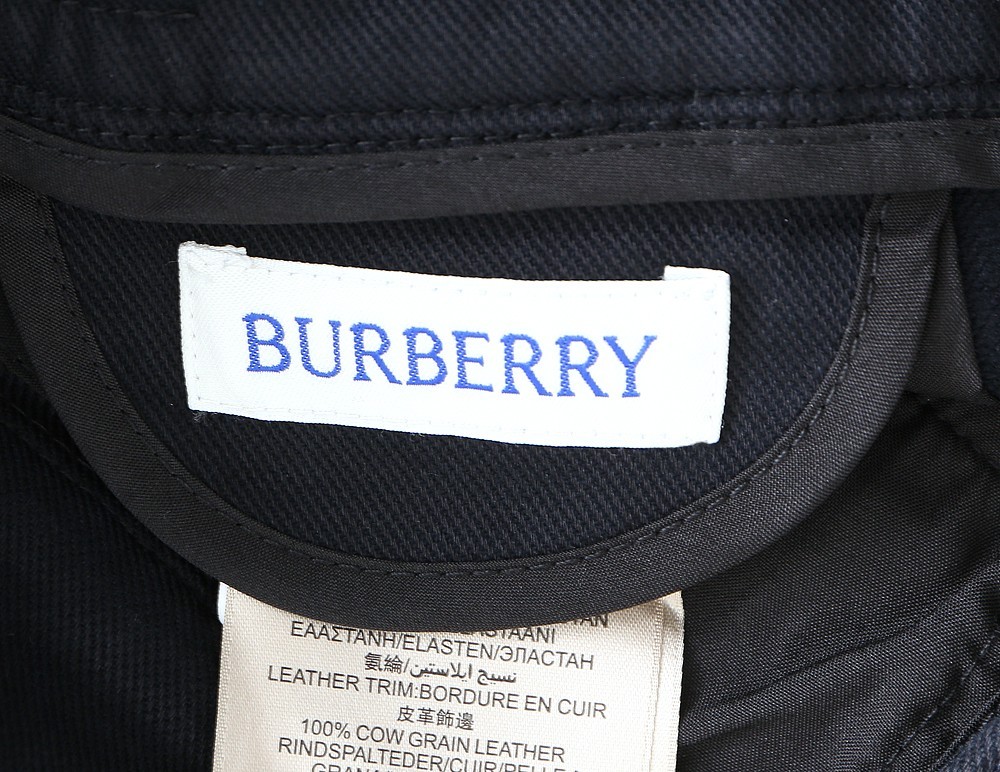 BURBERRY
ΕΛΑΣΤΑΝΗ/ELASTEN/ЭЛАСТАН
氨綸/نسيج ايلاستين
LEATHER TRIM:BORDURE EN CUIR
皮革飾邊
100% COW GRAIN LEATHER
RINDSPALTEDER/CUIR/PELLE